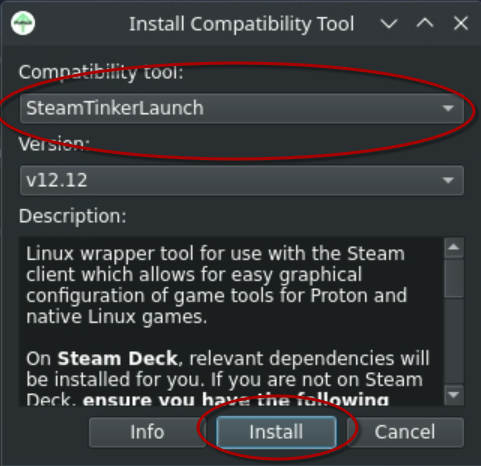 Install Compatibility Tool
Compatibility tool:
SteamTinkerLaunch
Version:
v12.12
Description:
Linux wrapper tool for use with the Steam
client which allows for easy graphical
configuration of game tools for Proton and
native Linux games.
On Steam Deck, relevant dependencies will
be installed for you. If you are not on Steam
Deck, ensure you have the following
Info Install Cancel